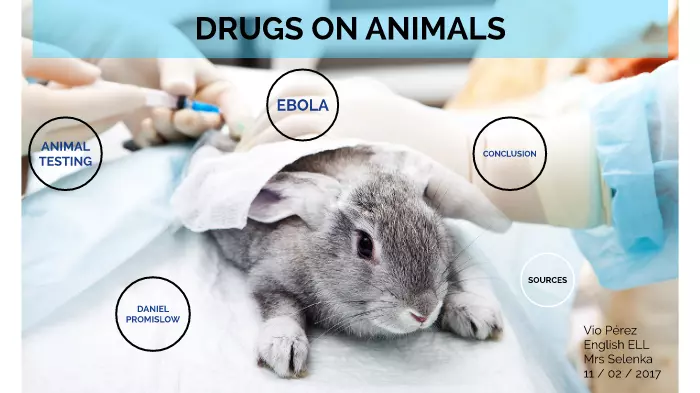 DRUGS ON ANIMALS
EBOLA
ANIMAL
TESTING
CONCLUSION
SOURCES
DANIEL
PROMISLOW
Vio Pérez
English ELL
Mrs Selenka
11 / 02 / 2017